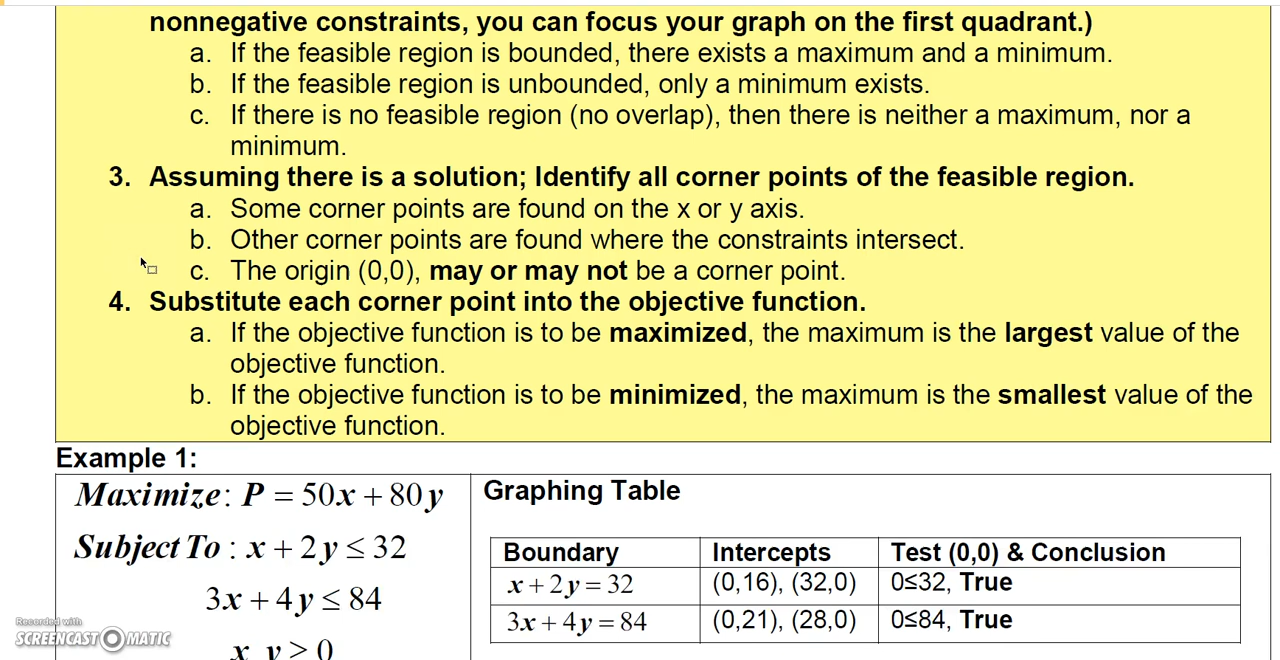 nonnegative constraints, you can focus your graph on the first quadrant.)
a. If the feasible region is bounded, there exists a maximum and a minimum.
b. If the feasible region is unbounded, only a minimum exists.
c. If there is no feasible region (no overlap), then there is neither a maximum, nor a
minimum.
3. Assuming there is a solution; Identify all corner points of the feasible region.
a. Some corner points are found on the x or y axis.
b. Other corner points are found where the constraints intersect.
c. The origin (0,0), may or may not be a corner point.
4. Substitute each corner point into the objective function.
a. If the objective function is to be maximized, the maximum is the largest value of the
objective function.
b. If the objective function is to be minimized, the maximum is the smallest value of the
objective function.
Example 1:
Maximize: P = 50x + 80y
Subject To : x + 2y ≤ 32
3x + 4y ≤ 84
x, y ≥ 0
Graphing Table
Boundary Intercepts Test (0,0) & Conclusion
x + 2y = 32 (0,16), (32,0) 0≤32, True
3x + 4y = 84 (0,21), (28,0) 0≤84, True
Recorded with
SCREENCAST-O-MATIC